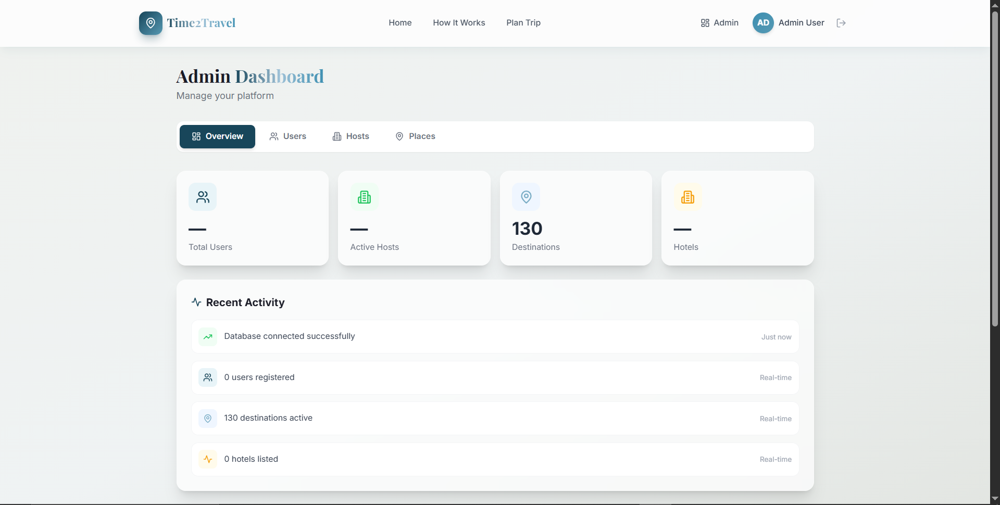 Time2Travel
Home
How It Works
Plan Trip
Admin
AD
Admin User
Admin Dashboard
Manage your platform
Overview
Users
Hosts
Places
—
Total Users
—
Active Hosts
130
Destinations
—
Hotels
Recent Activity
Database connected successfully
Just now
0 users registered
Real-time
130 destinations active
Real-time
0 hotels listed
Real-time